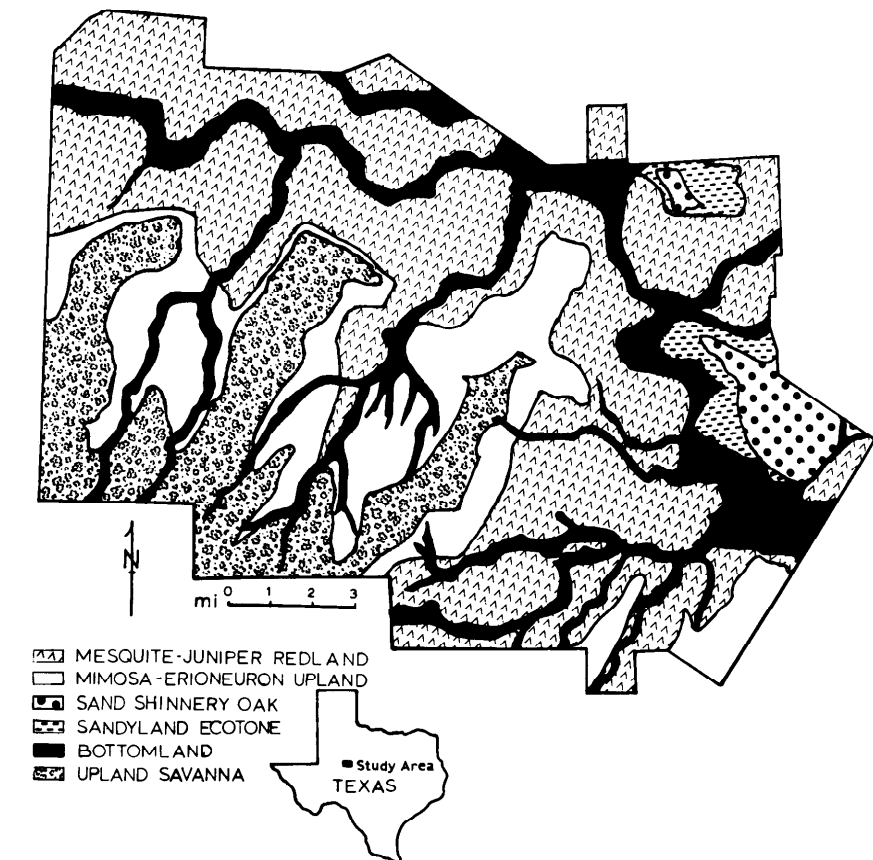 N
mi 0 1 2 3
MESQUITE-JUNIPER REDLAND
MIMOSA-ERIONEURON UPLAND
SAND SHINNERY OAK
SANDYLAND ECOTONE
BOTTOMLAND
UPLAND SAVANNA
Study Area
TEXAS